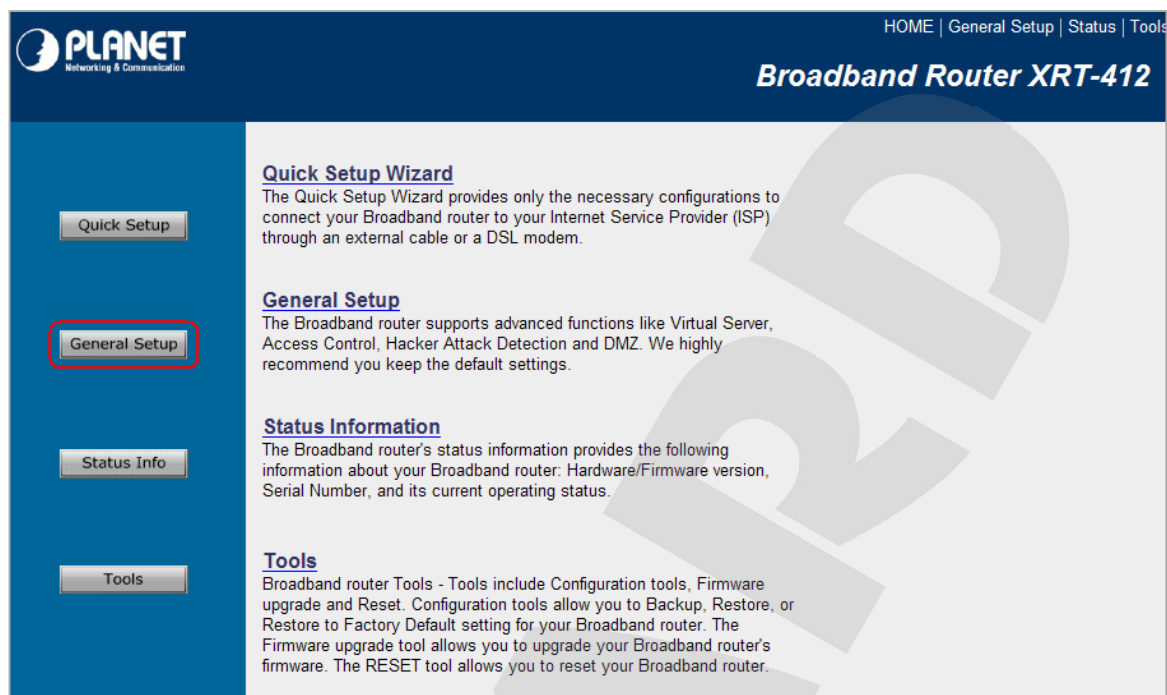 PLANET
Networking & Communication
HOME | General Setup | Status | Tools
Broadband Router XRT-412
Quick Setup
General Setup
Status Info
Tools
Quick Setup Wizard
The Quick Setup Wizard provides only the necessary configurations to
connect your Broadband router to your Internet Service Provider (ISP)
through an external cable or a DSL modem.
General Setup
The Broadband router supports advanced functions like Virtual Server,
Access Control, Hacker Attack Detection and DMZ. We highly
recommend you keep the default settings.
Status Information
The Broadband router's status information provides the following
information about your Broadband router: Hardware/Firmware version,
Serial Number, and its current operating status.
Tools
Broadband router Tools - Tools include Configuration tools, Firmware
upgrade and Reset. Configuration tools allow you to Backup, Restore, or
Restore to Factory Default setting for your Broadband router. The
Firmware upgrade tool allows you to upgrade your Broadband router's
firmware. The RESET tool allows you to reset your Broadband router.